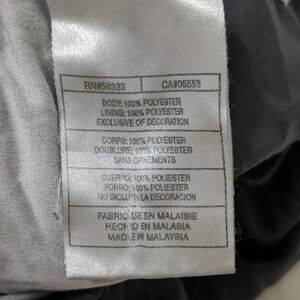 RN#56323 CA#05553
BODY: 100% POLYESTER
LINING: 100% POLYESTER
EXCLUSIVE OF DECORATION
CORPS: 100% POLYESTER
DOUBLURE: 100% POLYESTER
SANS ORNEMENTS
CUERPO: 100% POLIESTER
FORRO: 100% POLIESTER
NO INCLUYE LA DECORACION
FABRIQUE EN MALAISIE
HECHO EN MALASIA
MADE IN MALAYSIA